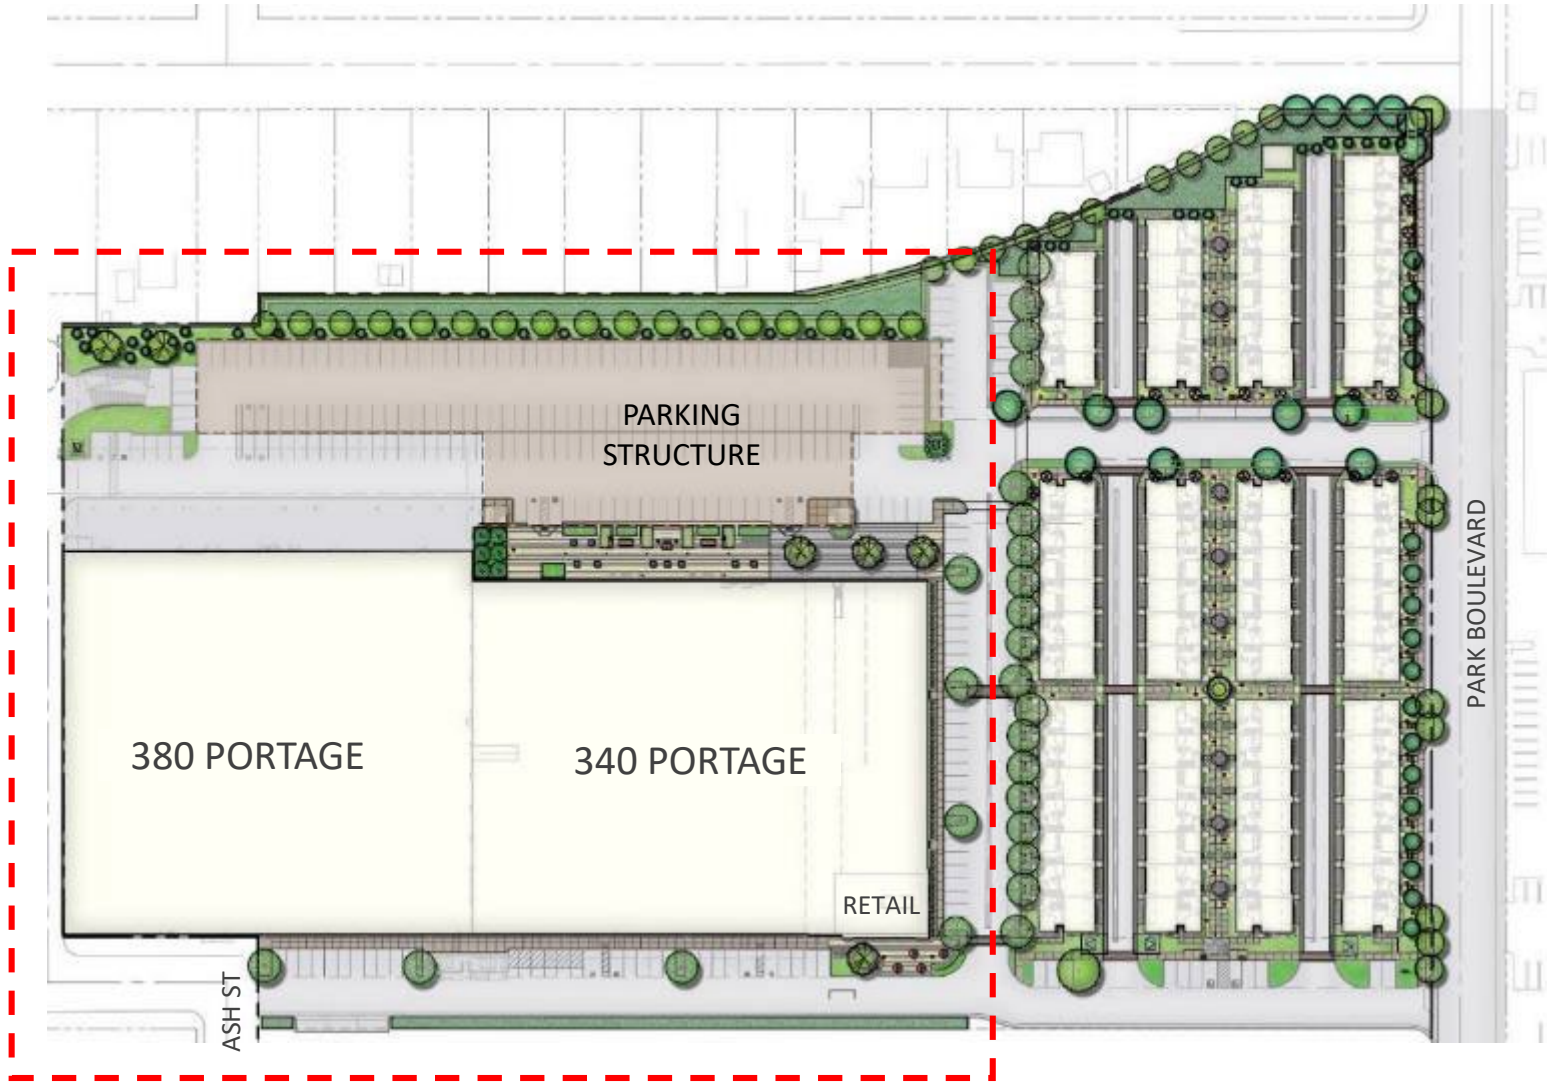 PARKING
STRUCTURE
PARK BOULEVARD
380 PORTAGE
340 PORTAGE
RETAIL
ASH ST